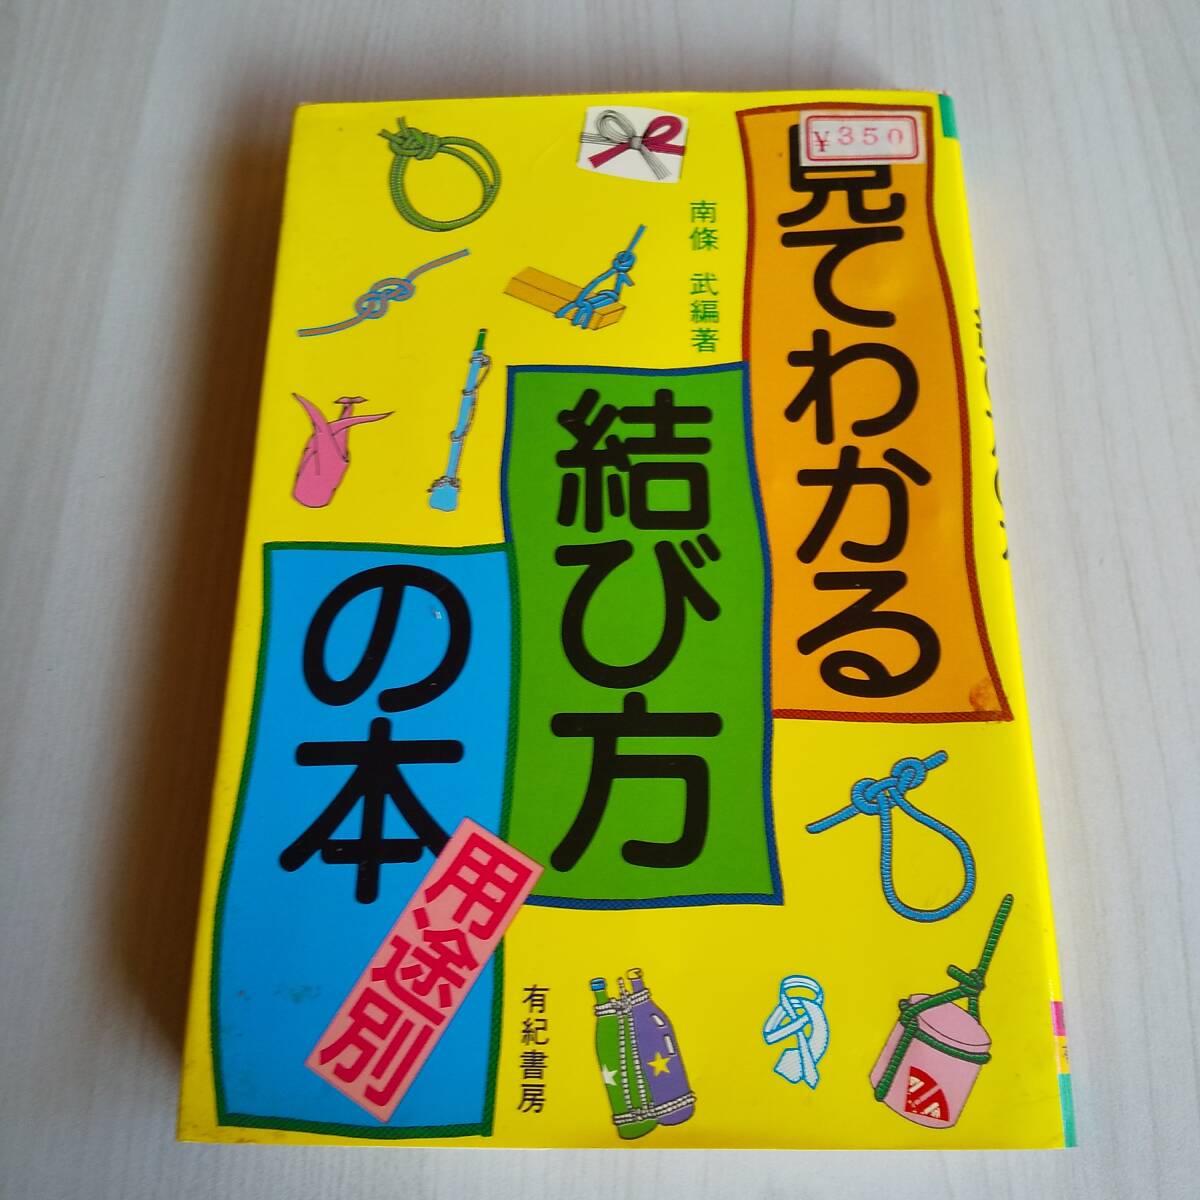 ¥350
見てわかる
結び方
の本
用途別
南條 武編著
有紀書房